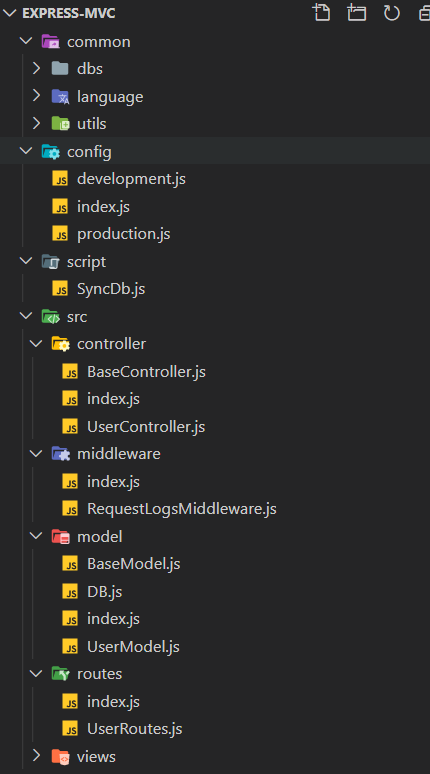 EXPRESS-MVC
common
dbs
language
utils
config
JS development.js
JS index.js
JS production.js
script
JS SyncDb.js
src
controller
JS BaseController.js
JS index.js
JS UserController.js
middleware
JS index.js
JS RequestLogsMiddleware.js
model
JS BaseModel.js
JS DB.js
JS index.js
JS UserModel.js
routes
JS index.js
JS UserRoutes.js
views